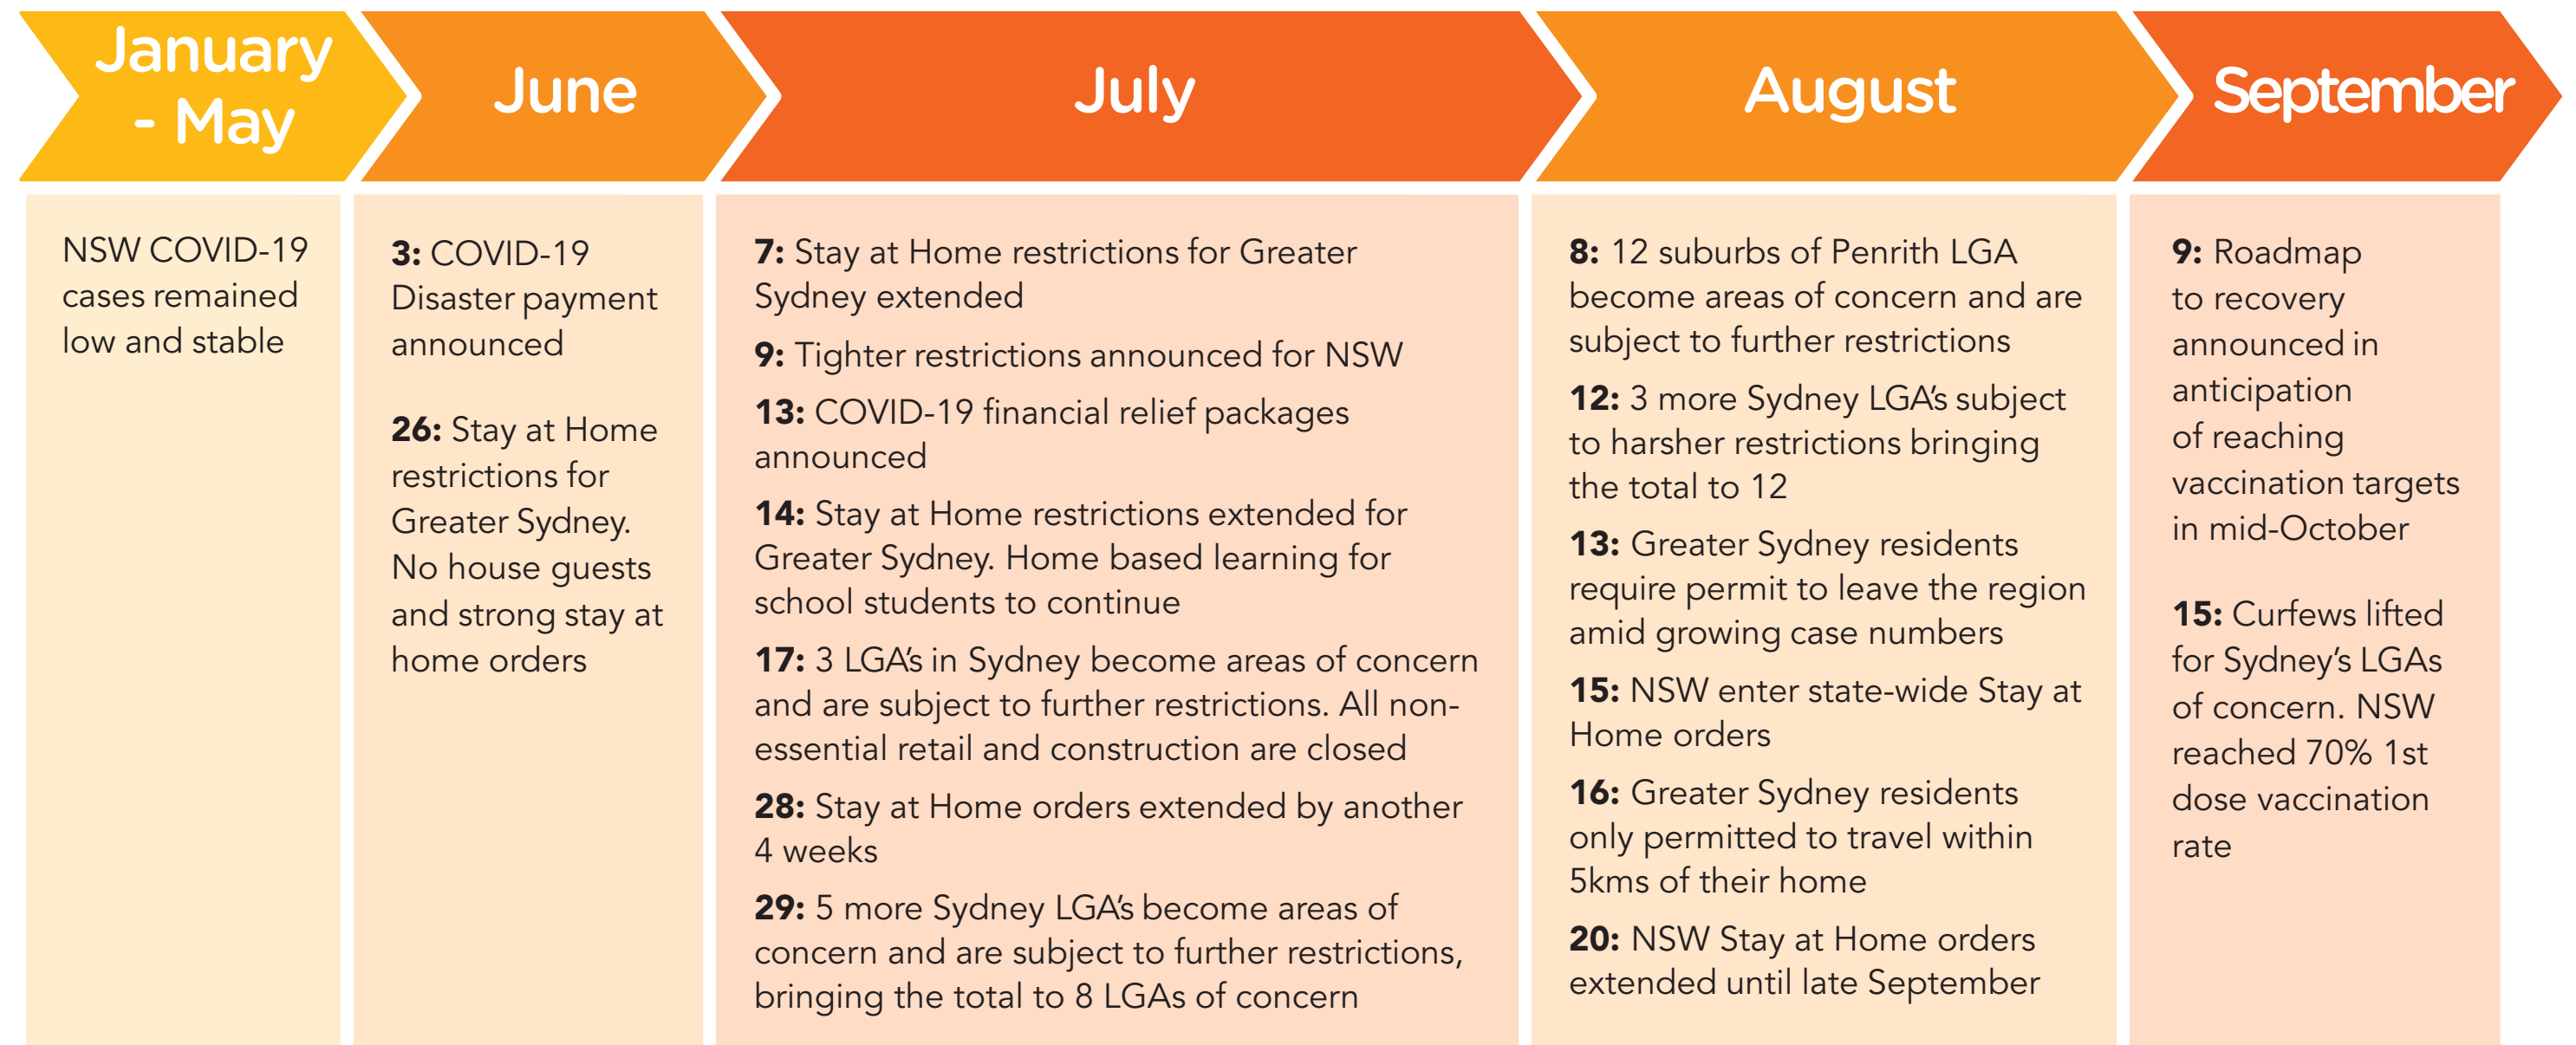 January
- May
June
July
August
September
NSW COVID-19
cases remained
low and stable
3: COVID-19
Disaster payment
announced
26: Stay at Home
restrictions for
Greater Sydney.
No house guests
and strong stay at
home orders
7: Stay at Home restrictions for Greater
Sydney extended
9: Tighter restrictions announced for NSW
13: COVID-19 financial relief packages
announced
14: Stay at Home restrictions extended for
Greater Sydney. Home based learning for
school students to continue
17: 3 LGA's in Sydney become areas of concern
and are subject to further restrictions. All non-
essential retail and construction are closed
28: Stay at Home orders extended by another
4 weeks
29: 5 more Sydney LGA's become areas of
concern and are subject to further restrictions,
bringing the total to 8 LGAs of concern
8: 12 suburbs of Penrith LGA
become areas of concern and are
subject to further restrictions
12: 3 more Sydney LGA's subject
to harsher restrictions bringing
the total to 12
13: Greater Sydney residents
require permit to leave the region
amid growing case numbers
15: NSW enter state-wide Stay at
Home orders
16: Greater Sydney residents
only permitted to travel within
5kms of their home
20: NSW Stay at Home orders
extended until late September
9: Roadmap
to recovery
announced in
anticipation
of reaching
vaccination targets
in mid-October
15: Curfews lifted
for Sydney's LGAs
of concern. NSW
reached 70% 1st
dose vaccination
rate